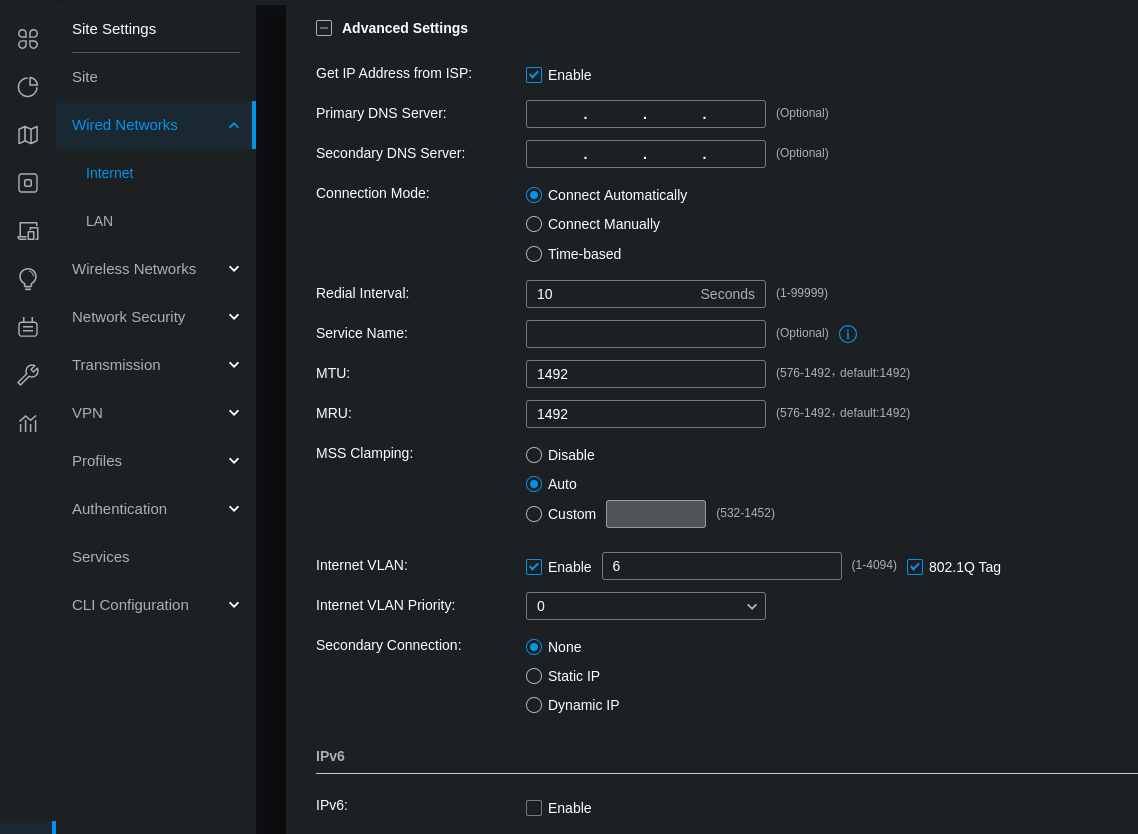 Site Settings
Site
Wired Networks
Internet
LAN
Wireless Networks
Network Security
Transmission
VPN
Profiles
Authentication
Services
CLI Configuration
Advanced Settings
Get IP Address from ISP: Enable
Primary DNS Server: . . . (Optional)
Secondary DNS Server: . . . (Optional)
Connection Mode: Connect Automatically
Connect Manually
Time-based
Redial Interval: 10 Seconds (1-99999)
Service Name: (Optional)
MTU: 1492 (576-1492, default:1492)
MRU: 1492 (576-1492, default:1492)
MSS Clamping: Disable
Auto
Custom (532-1452)
Internet VLAN: Enable 6 (1-4094) 802.1Q Tag
Internet VLAN Priority: 0
Secondary Connection: None
Static IP
Dynamic IP
IPv6
IPv6: Enable